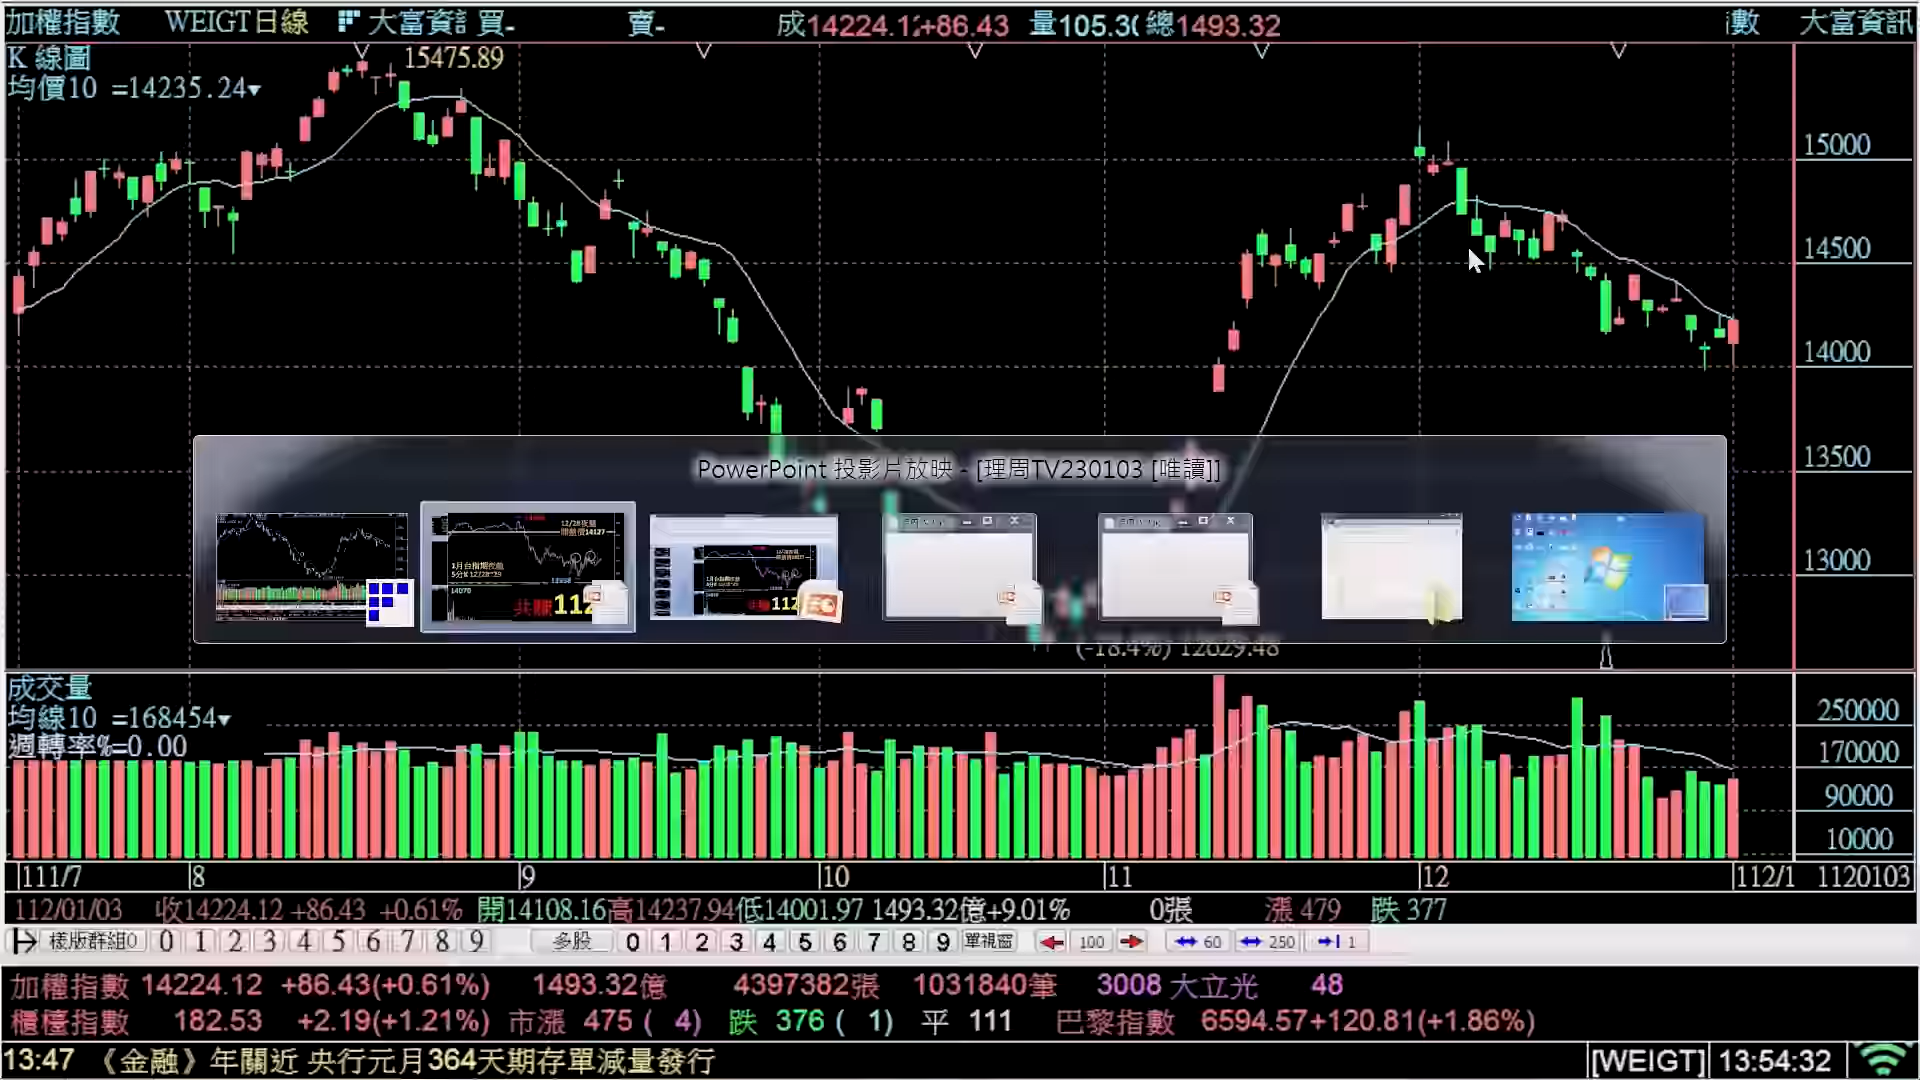 加權指數 WEIGT日線 大富資 買- 賣- 成14224.12+86.43 量105.30 總1493.32 數 大富資訊
K 線圖
15475.89
均價10 =14235.24▾
15000
14500
14000
13500
13000
PowerPoint 投影片放映 - [理周TV230103 [唯讀]]
(-18.4%) 12629.48
成交量
均線10 =168454▾
週轉率%=0.00
250000
170000
90000
10000
111/7 8 9 10 11 12 112/1 1120103
112/01/03 收14224.12 +86.43 +0.61% 開14108.16高14237.94低14001.97 1493.32億+9.01% 0張 漲 479 跌 377
樣版群組0 0 1 2 3 4 5 6 7 8 9 多股 0 1 2 3 4 5 6 7 8 9 單視窗 100 60 250 1
加權指數 14224.12 +86.43(+0.61%) 1493.32億 4397382張 1031840筆 3008 大立光 48
櫃檯指數 182.53 +2.19(+1.21%) 市漲 475 ( 4) 跌 376 ( 1) 平 111 巴黎指數 6594.57+120.81(+1.86%)
13:47 《金融》年關近 央行元月364天期存單減量發行 [WEIGT] 13:54:32